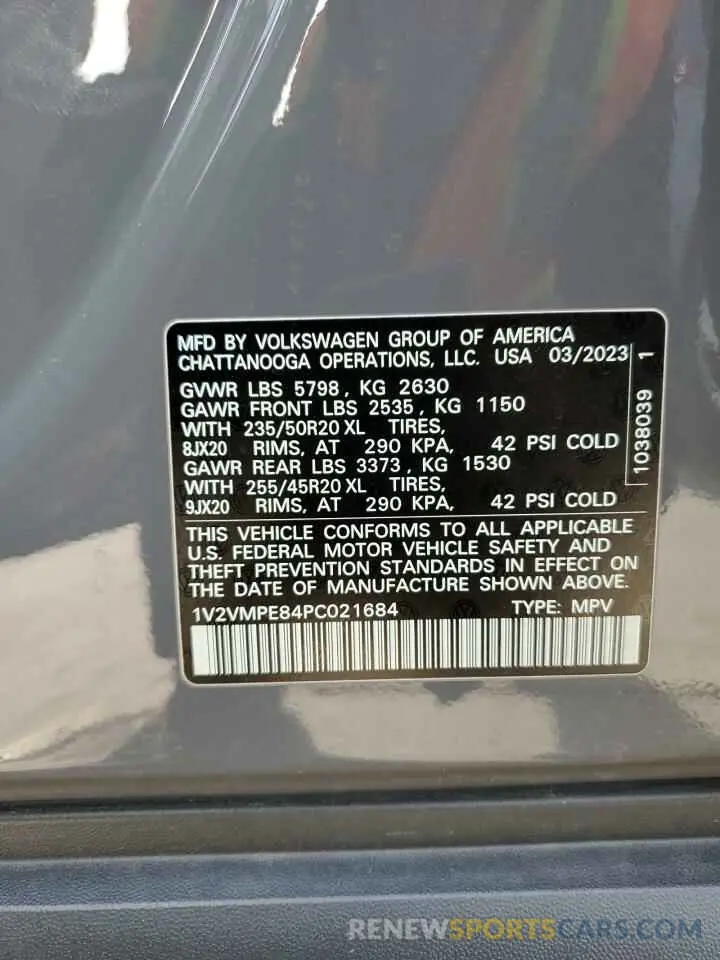 MFD BY VOLKSWAGEN GROUP OF AMERICA
CHATTANOOGA OPERATIONS, LLC. USA 03/2023
GVWR LBS 5798, KG 2630
GAWR FRONT LBS 2535, KG 1150
WITH 235/50R20 XL TIRES,
8JX20 RIMS, AT 290 KPA, 42 PSI COLD
GAWR REAR LBS 3373, KG 1530
WITH 255/45R20 XL TIRES,
9JX20 RIMS, AT 290 KPA, 42 PSI COLD
1038039 1
THIS VEHICLE CONFORMS TO ALL APPLICABLE
U.S. FEDERAL MOTOR VEHICLE SAFETY AND
THEFT PREVENTION STANDARDS IN EFFECT ON
THE DATE OF MANUFACTURE SHOWN ABOVE.
1V2VMPE84PC021684 TYPE: MPV
RENEWSPORTSCARS.COM